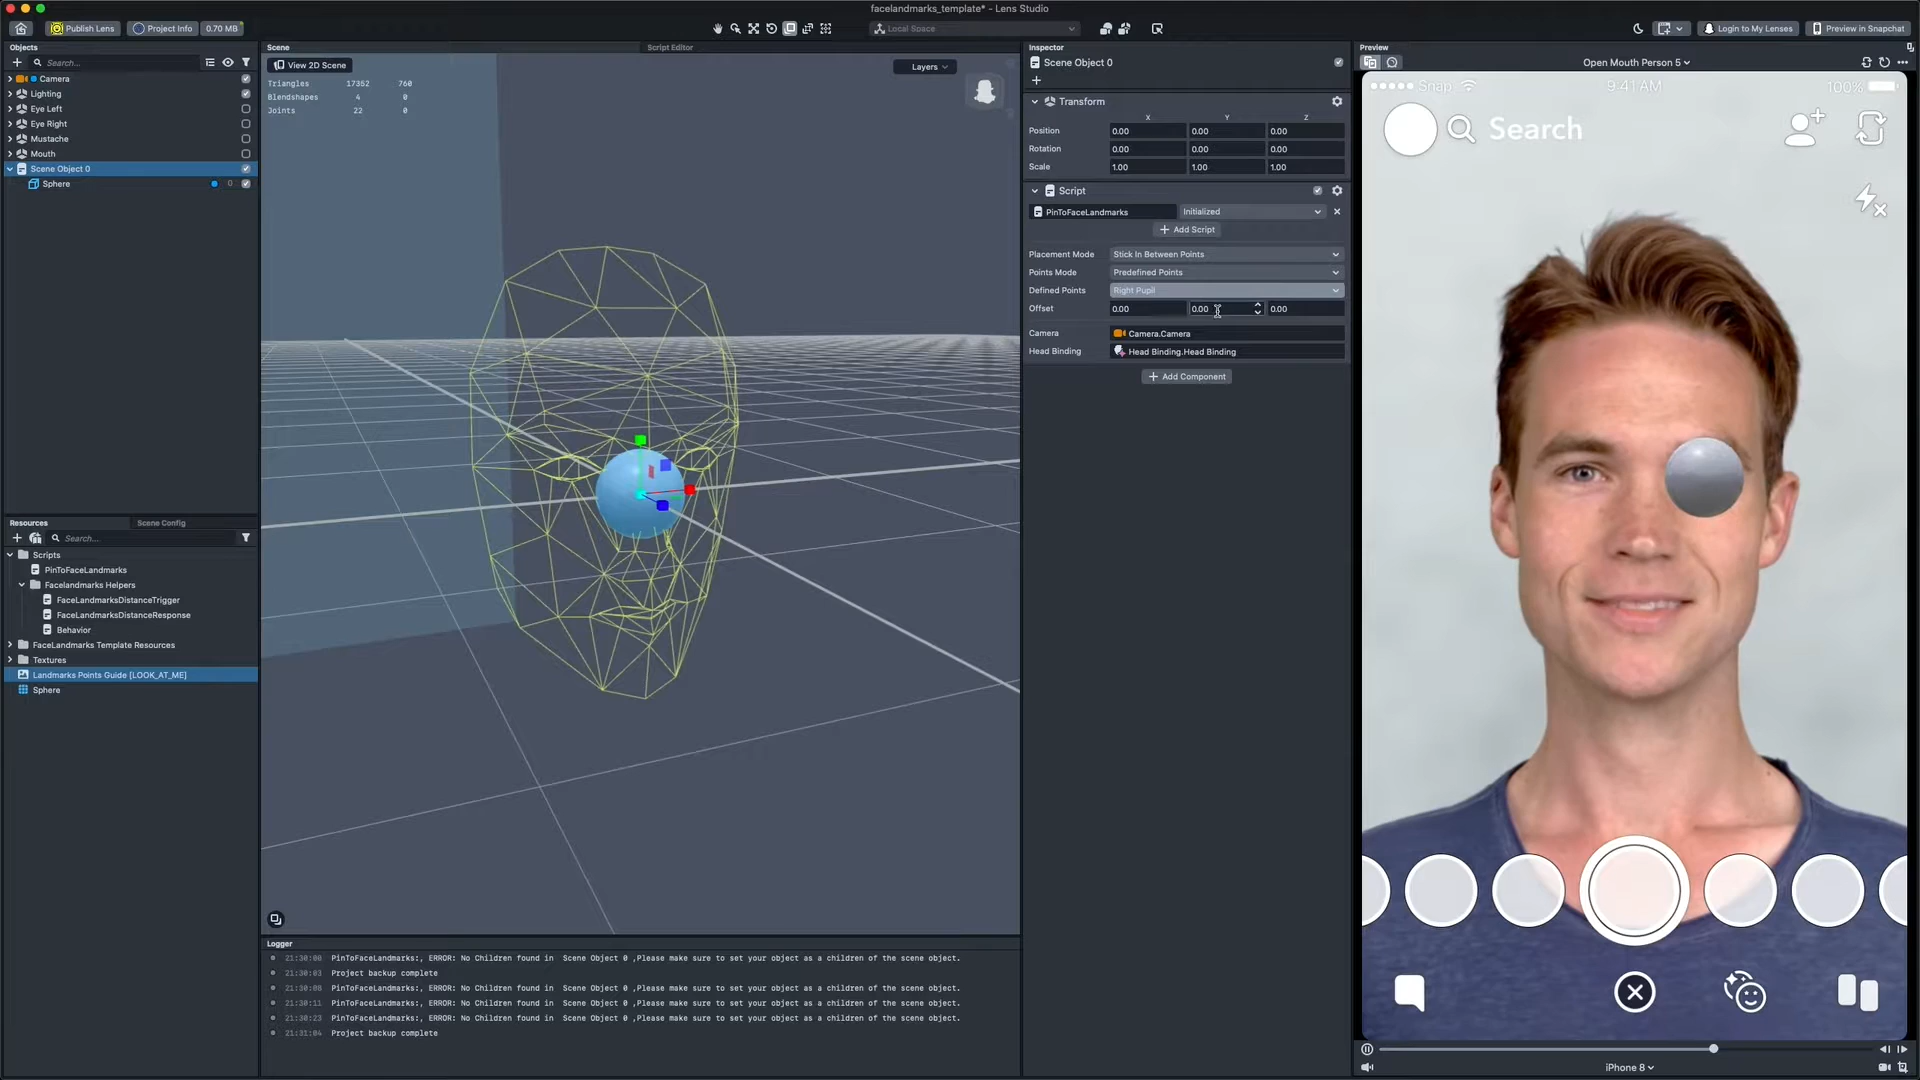 facelandmarks_template* - Lens Studio
Publish Lens
Project Info
0.70 MB
Local Space
Login to My Lenses
Preview in Snapchat
Objects
Search...
Camera
Lighting
Eye Left
Eye Right
Mustache
Mouth
Scene Object 0
Sphere
0
Resources
Scene Config
Search...
Scripts
PinToFaceLandmarks
Facelandmarks Helpers
FaceLandmarksDistanceTrigger
FaceLandmarksDistanceResponse
Behavior
FaceLandmarks Template Resources
Textures
Landmarks Points Guide [LOOK_AT_ME]
Sphere
Scene
Script Editor
View 2D Scene
Layers
Triangles 17352 760
Blendshapes 4 0
Joints 22 0
Logger
21:30:00 PinToFaceLandmarks:, ERROR: No Children found in Scene Object 0 ,Please make sure to set your object as a children of the scene object.
21:30:03 Project backup complete
21:30:08 PinToFaceLandmarks:, ERROR: No Children found in Scene Object 0 ,Please make sure to set your object as a children of the scene object.
21:30:11 PinToFaceLandmarks:, ERROR: No Children found in Scene Object 0 ,Please make sure to set your object as a children of the scene object.
21:30:23 PinToFaceLandmarks:, ERROR: No Children found in Scene Object 0 ,Please make sure to set your object as a children of the scene object.
21:31:04 Project backup complete
Inspector
Scene Object 0
Transform
X Y Z
Position 0.00 0.00 0.00
Rotation 0.00 0.00 0.00
Scale 1.00 1.00 1.00
Script
PinToFaceLandmarks Initialized
Add Script
Placement Mode Stick In Between Points
Points Mode Predefined Points
Defined Points Right Pupil
Offset 0.00 0.00 0.00
Camera Camera.Camera
Head Binding Head Binding.Head Binding
Add Component
Preview
Open Mouth Person 5
Snap 9:41 AM 100%
Search
iPhone 8